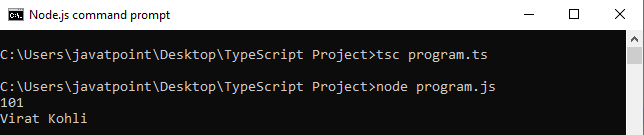 Node.js command prompt
C:\Users\javatpoint\Desktop\TypeScript Project>tsc program.ts
C:\Users\javatpoint\Desktop\TypeScript Project>node program.js
101
Virat Kohli